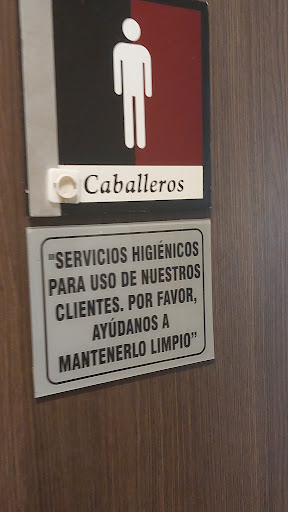 Caballeros
"SERVICIOS HIGIÉNICOS
PARA USO DE NUESTROS
CLIENTES. POR FAVOR,
AYÚDANOS A
MANTENERLO LIMPIO"